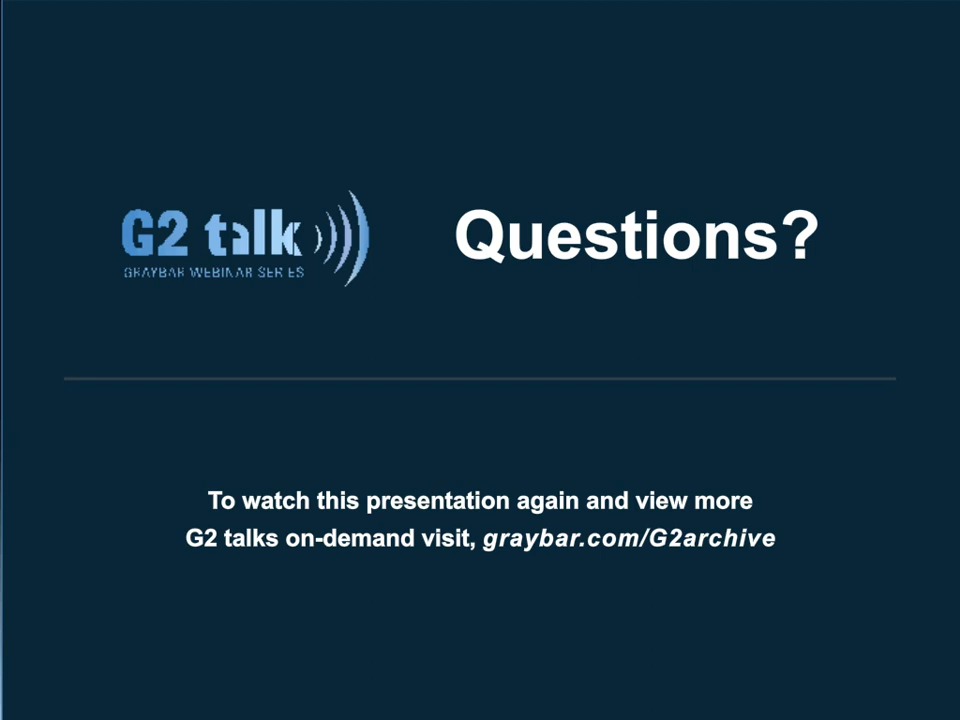 G2 talk
GRAYBAR WEBINAR SERIES
Questions?
To watch this presentation again and view more
G2 talks on-demand visit, graybar.com/G2archive